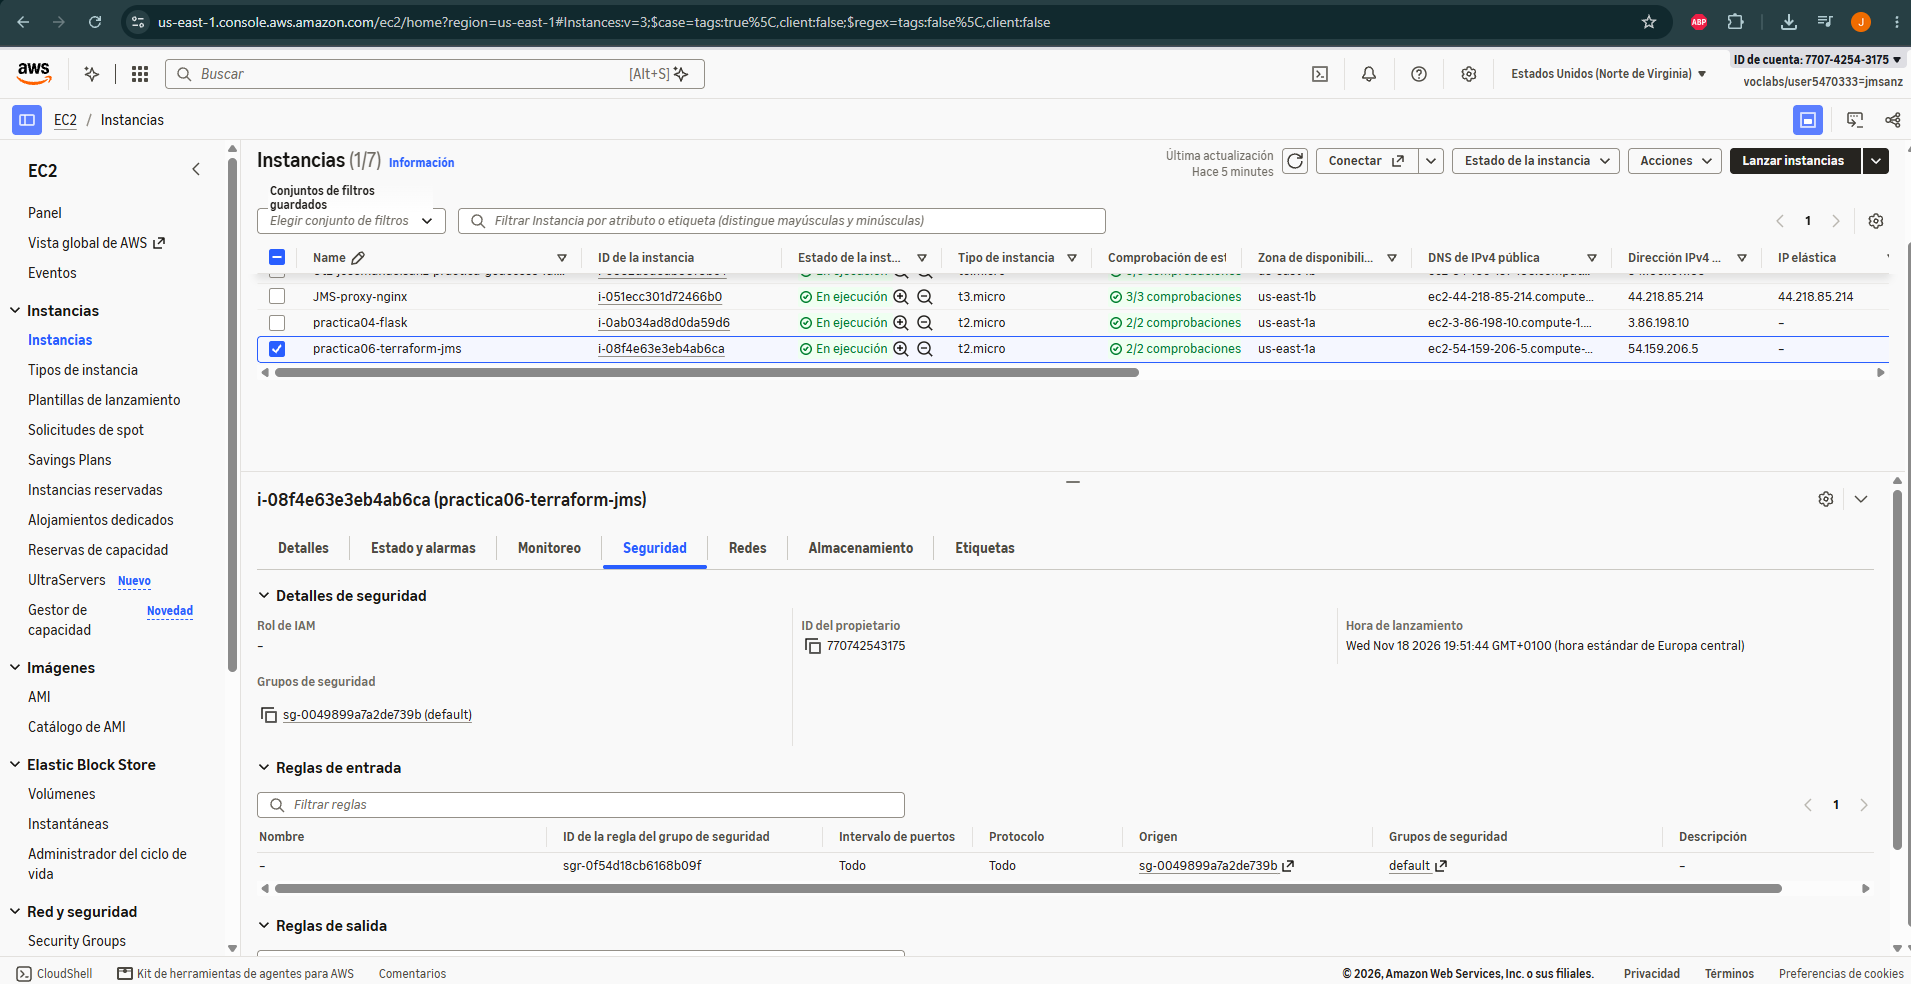 us-east-1.console.aws.amazon.com/ec2/home?region=us-east-1#Instances:v=3;$case=tags:true%5C,client:false;$regex=tags:false%5C,client:false
ABP
J
aws
Buscar
[Alt+S]
Estados Unidos (Norte de Virginia)
ID de cuenta: 7707-4254-3175
voclabs/user5470333=jmsanz
EC2 / Instancias
EC2
Panel
Vista global de AWS
Eventos
Instancias
Instancias
Tipos de instancia
Plantillas de lanzamiento
Solicitudes de spot
Savings Plans
Instancias reservadas
Alojamientos dedicados
Reservas de capacidad
UltraServers Nuevo
Gestor de capacidad Novedad
Imágenes
AMI
Catálogo de AMI
Elastic Block Store
Volúmenes
Instantáneas
Administrador del ciclo de vida
Red y seguridad
Security Groups
Instancias (1/7) Información
Última actualización
Hace 5 minutes
Conectar
Estado de la instancia
Acciones
Lanzar instancias
Conjuntos de filtros guardados
Elegir conjunto de filtros
Filtrar Instancia por atributo o etiqueta (distingue mayúsculas y minúsculas)
1
Name ID de la instancia Estado de la inst... Tipo de instancia Comprobación de est Zona de disponibili... DNS de IPv4 pública Dirección IPv4 ... IP elástica
JMS-proxy-nginx i-051ecc301d72466b0 En ejecución t3.micro 3/3 comprobaciones us-east-1b ec2-44-218-85-214.compute... 44.218.85.214 44.218.85.214
practica04-flask i-0ab034ad8d0da59d6 En ejecución t2.micro 2/2 comprobaciones us-east-1a ec2-3-86-198-10.compute-1.... 3.86.198.10 –
practica06-terraform-jms i-08f4e63e3eb4ab6ca En ejecución t2.micro 2/2 comprobaciones us-east-1a ec2-54-159-206-5.compute-... 54.159.206.5 –
i-08f4e63e3eb4ab6ca (practica06-terraform-jms)
Detalles Estado y alarmas Monitoreo Seguridad Redes Almacenamiento Etiquetas
Detalles de seguridad
Rol de IAM
–
ID del propietario
770742543175
Hora de lanzamiento
Wed Nov 18 2026 19:51:44 GMT+0100 (hora estándar de Europa central)
Grupos de seguridad
sg-0049899a7a2de739b (default)
Reglas de entrada
Filtrar reglas
1
Nombre ID de la regla del grupo de seguridad Intervalo de puertos Protocolo Origen Grupos de seguridad Descripción
– sgr-0f54d18cb6168b09f Todo Todo sg-0049899a7a2de739b default –
Reglas de salida
CloudShell Kit de herramientas de agentes para AWS Comentarios
© 2026, Amazon Web Services, Inc. o sus filiales. Privacidad Términos Preferencias de cookies